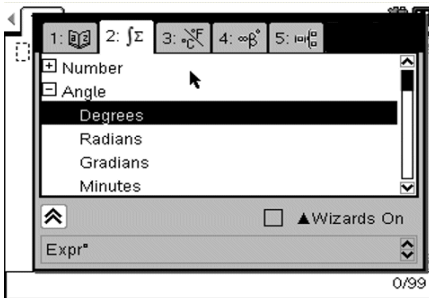 1: 2: ∫Σ 3: °C°F 4: ∞β° 5:
Number
Angle
Degrees
Radians
Gradians
Minutes
▲Wizards On
Expr°
0/99